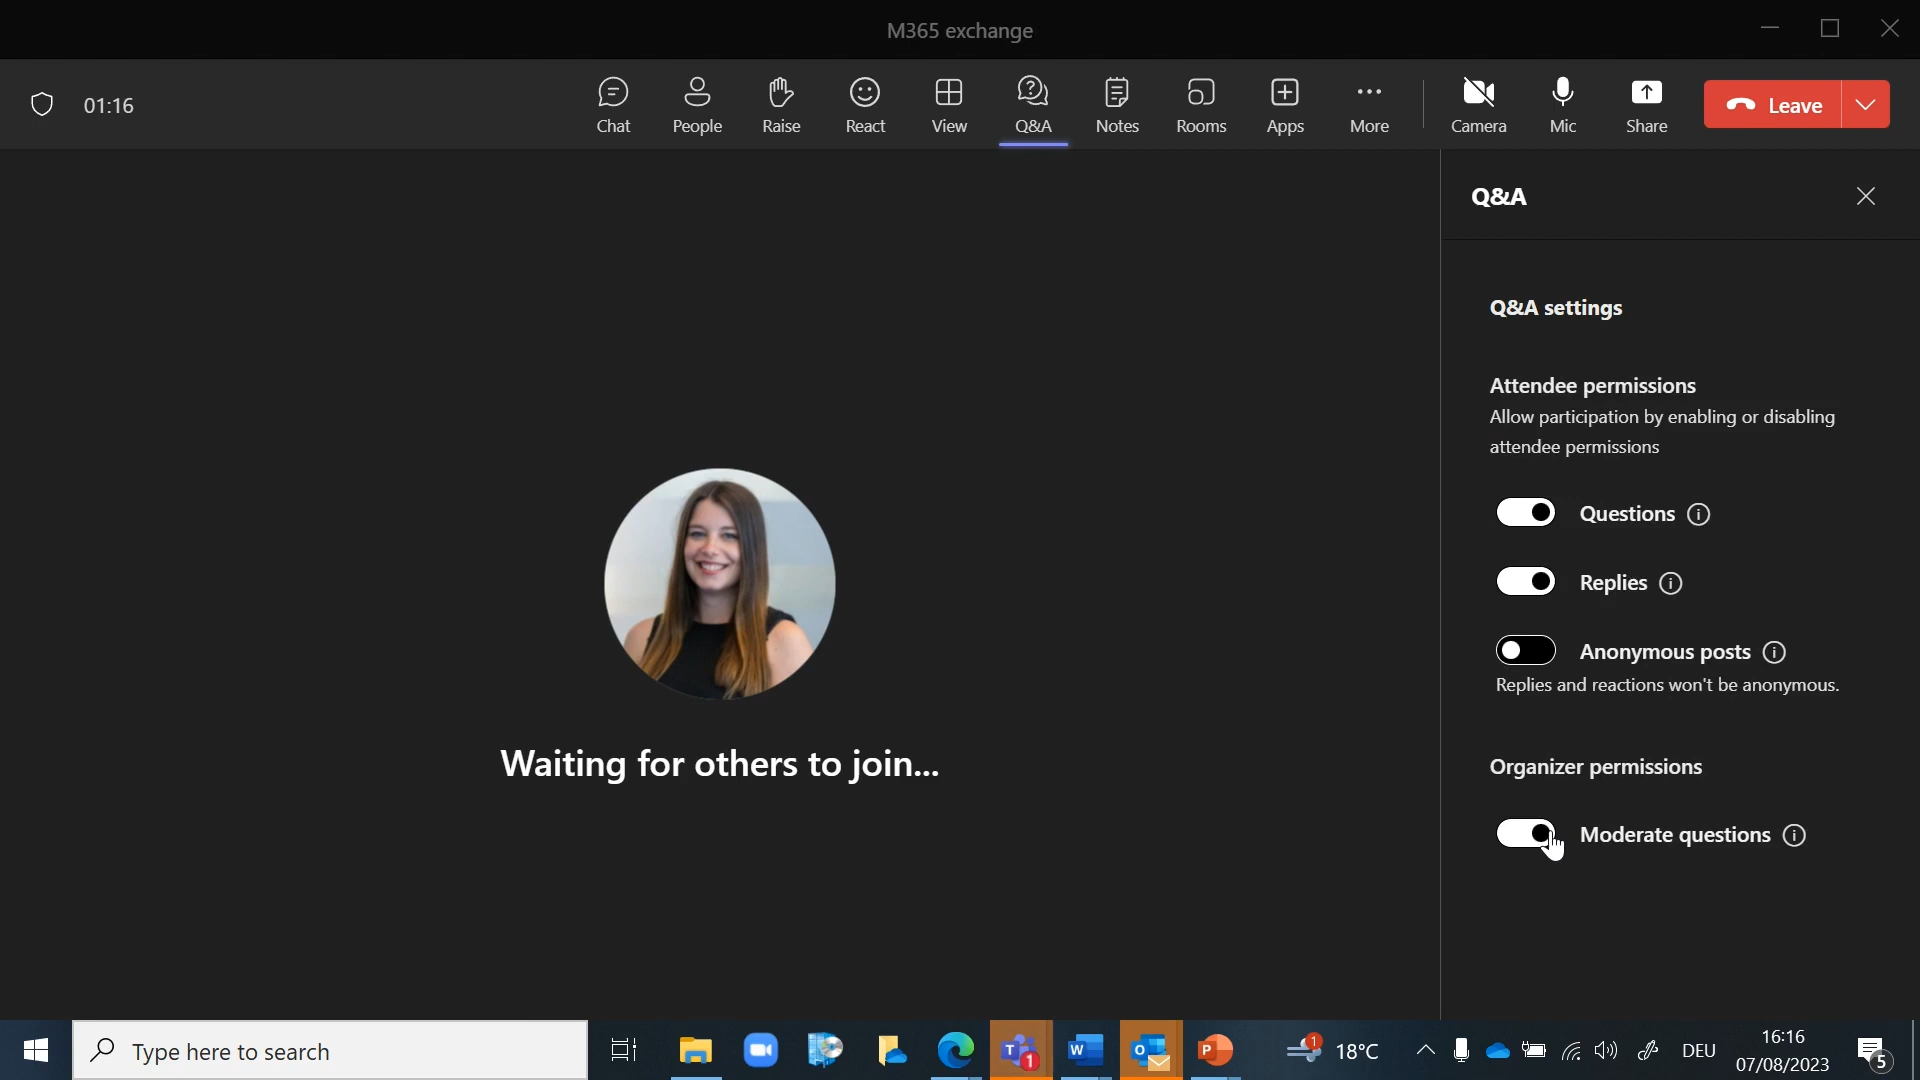 M365 exchange
01:16
Chat
People
Raise
React
View
Q&A
Notes
Rooms
Apps
More
Camera
Mic
Share
Leave
Q&A
Q&A settings
Attendee permissions
Allow participation by enabling or disabling
attendee permissions
Questions
Replies
Anonymous posts
Replies and reactions won't be anonymous.
Organizer permissions
Moderate questions
Waiting for others to join...
Type here to search
T
1
W
O
P
1
18°C
DEU
16:16
07/08/2023
5